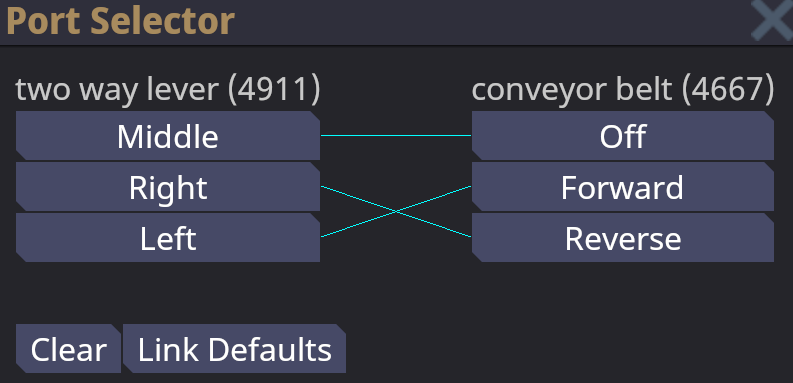 Port Selector
two way lever (4911) conveyor belt (4667)
Middle Off
Right Forward
Left Reverse
Clear Link Defaults